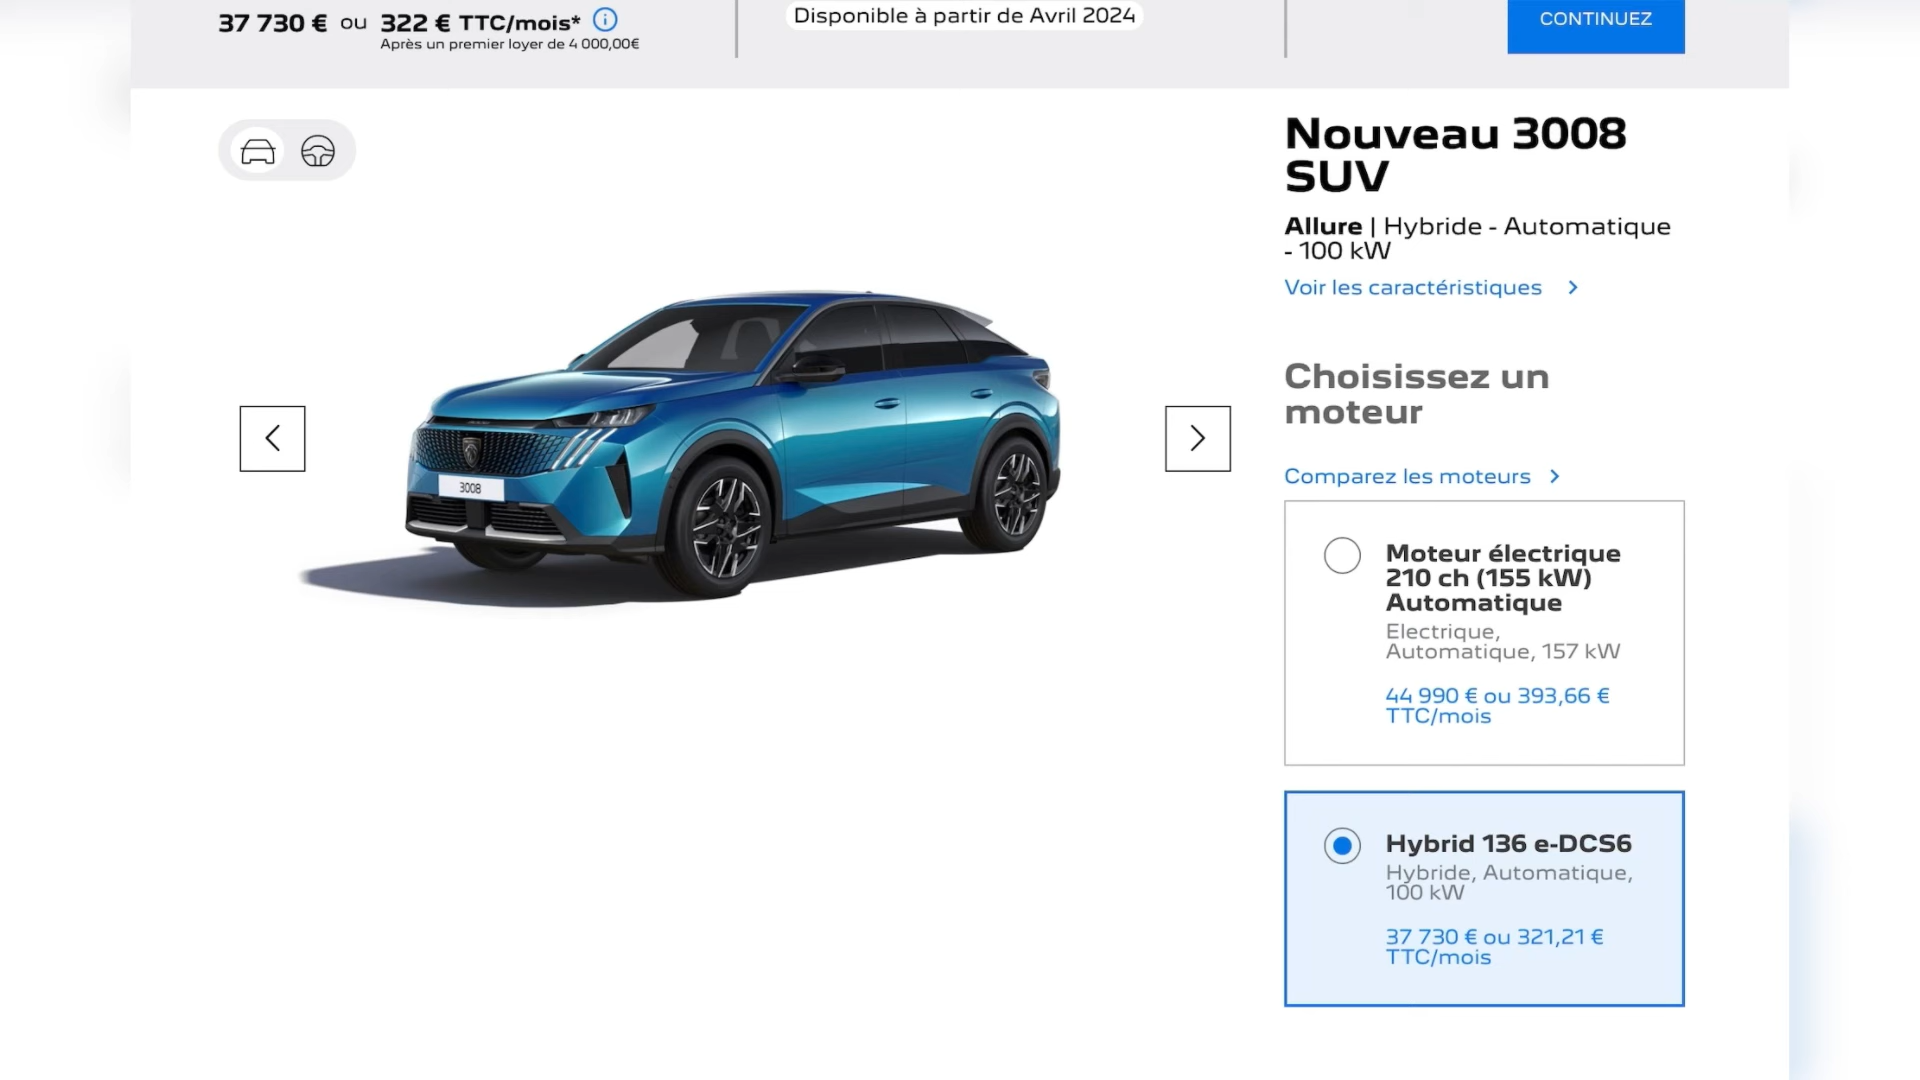 37 730 € ou 322 € TTC/mois*
Après un premier loyer de 4 000,00€
Disponible à partir de Avril 2024
CONTINUEZ
Nouveau 3008
SUV
Allure | Hybride - Automatique
- 100 kW
Voir les caractéristiques
Choisissez un
moteur
Comparez les moteurs
3008
Moteur électrique
210 ch (155 kW)
Automatique
Electrique,
Automatique, 157 kW
44 990 € ou 393,66 €
TTC/mois
Hybrid 136 e-DCS6
Hybride, Automatique,
100 kW
37 730 € ou 321,21 €
TTC/mois